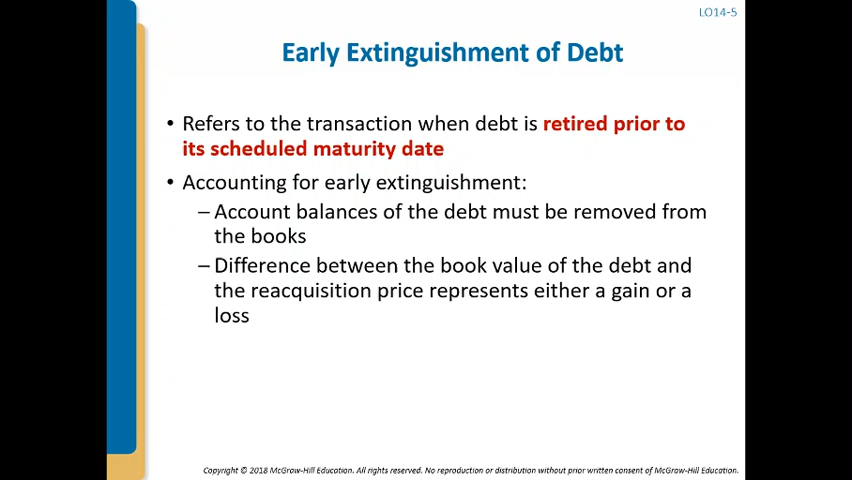 LO14-5
Early Extinguishment of Debt
• Refers to the transaction when debt is retired prior to
its scheduled maturity date
• Accounting for early extinguishment:
– Account balances of the debt must be removed from
the books
– Difference between the book value of the debt and
the reacquisition price represents either a gain or a
loss
Copyright © 2018 McGraw-Hill Education. All rights reserved. No reproduction or distribution without prior written consent of McGraw-Hill Education.